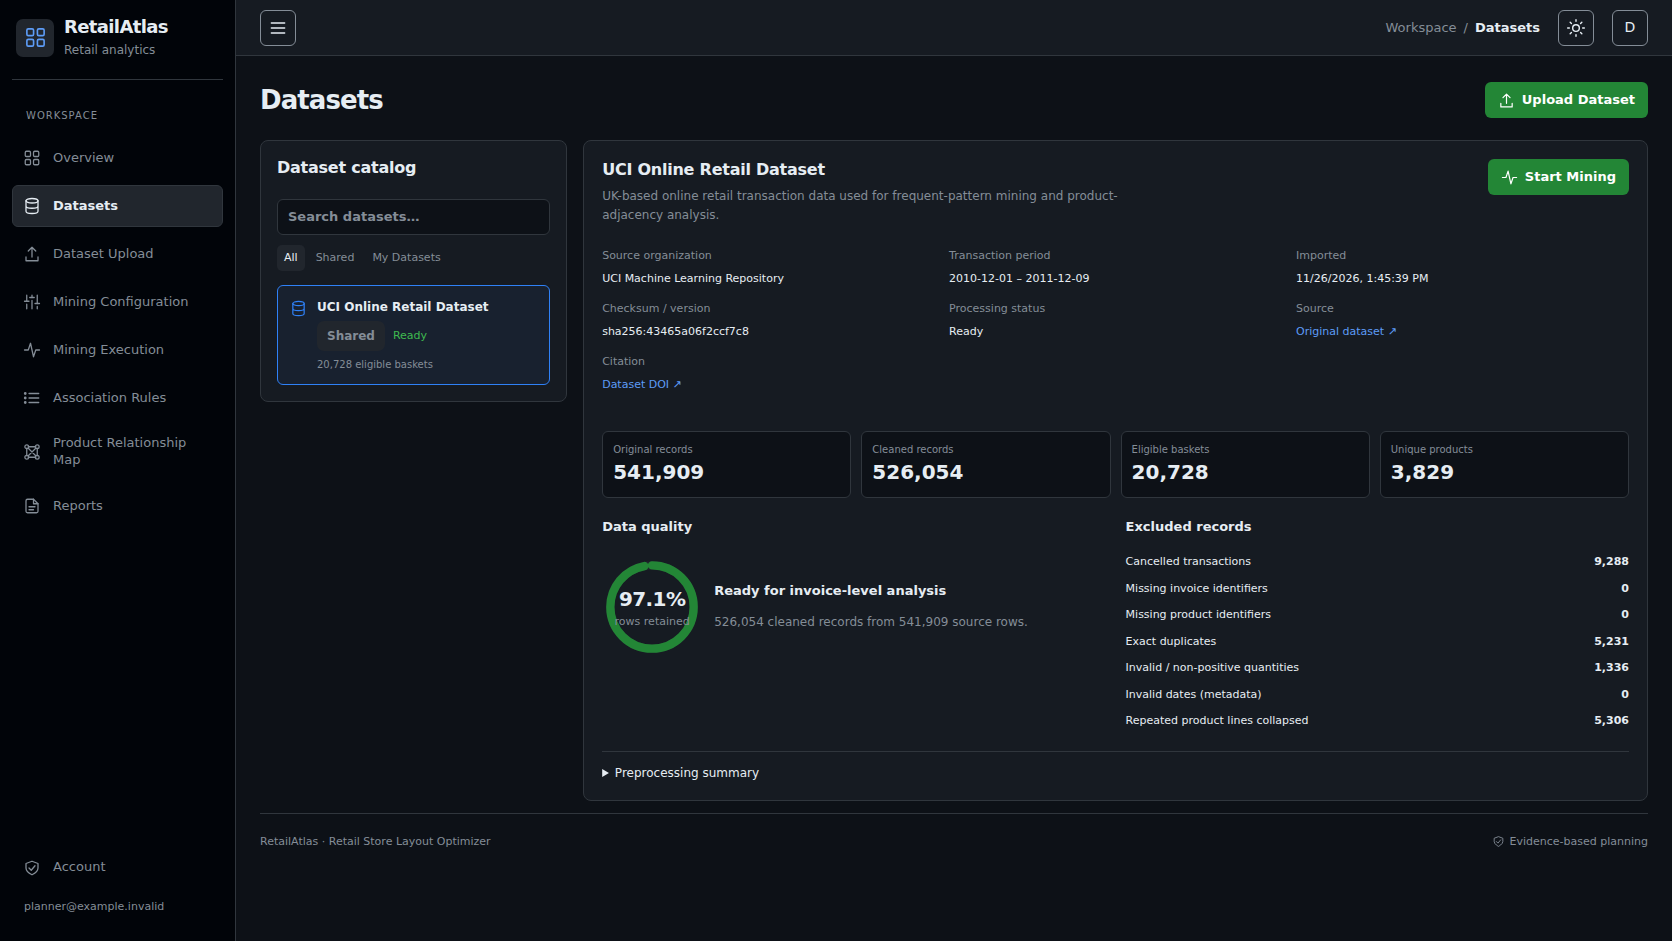 RetailAtlas
Retail analytics
WORKSPACE
Overview
Datasets
Dataset Upload
Mining Configuration
Mining Execution
Association Rules
Product Relationship
Map
Reports
Account
planner@example.invalid
Workspace / Datasets
D
Datasets
Upload Dataset
Dataset catalog
Search datasets…
All Shared My Datasets
UCI Online Retail Dataset
Shared Ready
20,728 eligible baskets
UCI Online Retail Dataset
Start Mining
UK-based online retail transaction data used for frequent-pattern mining and product-
adjacency analysis.
Source organization
UCI Machine Learning Repository
Transaction period
2010-12-01 – 2011-12-09
Imported
11/26/2026, 1:45:39 PM
Checksum / version
sha256:43465a06f2ccf7c8
Processing status
Ready
Source
Original dataset ↗
Citation
Dataset DOI ↗
Original records
541,909
Cleaned records
526,054
Eligible baskets
20,728
Unique products
3,829
Data quality
97.1%
rows retained
Ready for invoice-level analysis
526,054 cleaned records from 541,909 source rows.
Excluded records
Cancelled transactions 9,288
Missing invoice identifiers 0
Missing product identifiers 0
Exact duplicates 5,231
Invalid / non-positive quantities 1,336
Invalid dates (metadata) 0
Repeated product lines collapsed 5,306
▶ Preprocessing summary
RetailAtlas · Retail Store Layout Optimizer
Evidence-based planning